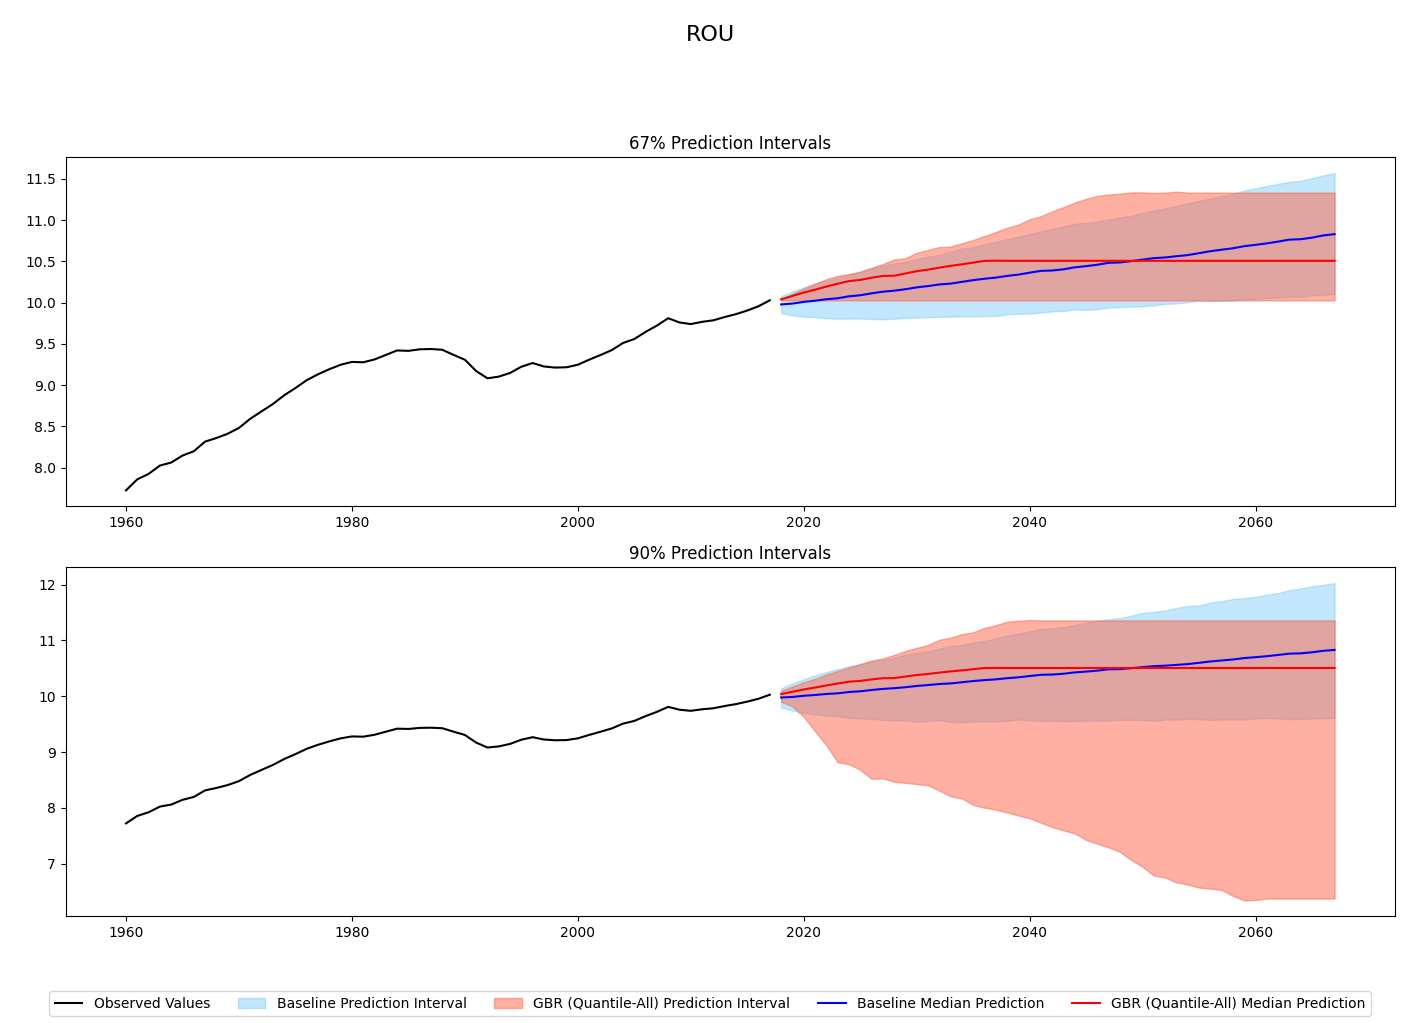 ROU
67% Prediction Intervals
11.5
11.0
10.5
10.0
9.5
9.0
8.5
8.0
1960 1980 2000 2020 2040 2060
90% Prediction Intervals
12
11
10
9
8
7
1960 1980 2000 2020 2040 2060
Observed Values Baseline Prediction Interval GBR (Quantile-All) Prediction Interval Baseline Median Prediction GBR (Quantile-All) Median Prediction